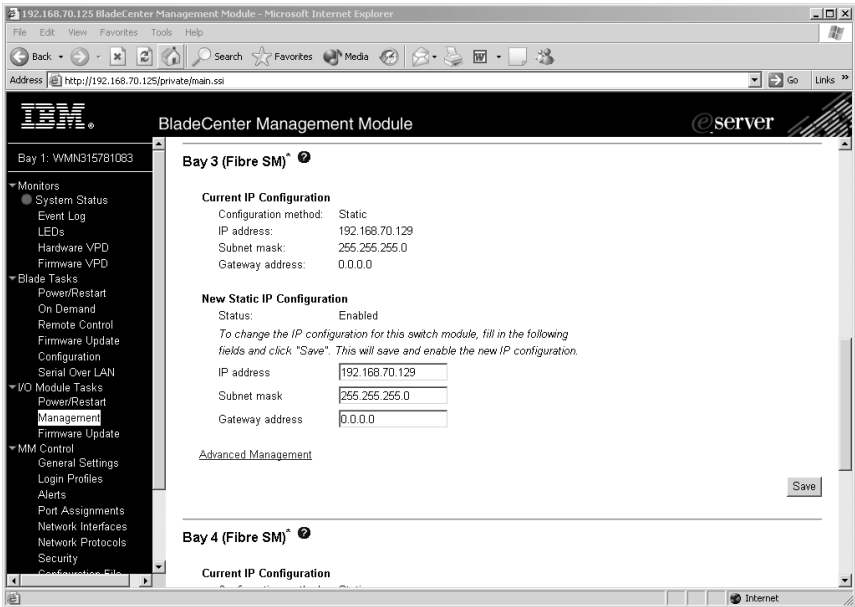 192.168.70.125 BladeCenter Management Module - Microsoft Internet Explorer
File Edit View Favorites Tools Help
Back Search Favorites Media
Address http://192.168.70.125/private/main.ssi Go Links »
IBM®
BladeCenter Management Module
eserver
Bay 1: WMN315781083
Monitors
System Status
Event Log
LEDs
Hardware VPD
Firmware VPD
Blade Tasks
Power/Restart
On Demand
Remote Control
Firmware Update
Configuration
Serial Over LAN
I/O Module Tasks
Power/Restart
Management
Firmware Update
MM Control
General Settings
Login Profiles
Alerts
Port Assignments
Network Interfaces
Network Protocols
Security
Configuration File
Bay 3 (Fibre SM)* ?
Current IP Configuration
Configuration method: Static
IP address: 192.168.70.129
Subnet mask: 255.255.255.0
Gateway address: 0.0.0.0
New Static IP Configuration
Status: Enabled
To change the IP configuration for this switch module, fill in the following
fields and click "Save". This will save and enable the new IP configuration.
IP address 192.168.70.129
Subnet mask 255.255.255.0
Gateway address 0.0.0.0
Advanced Management
Save
Bay 4 (Fibre SM)* ?
Current IP Configuration
Internet